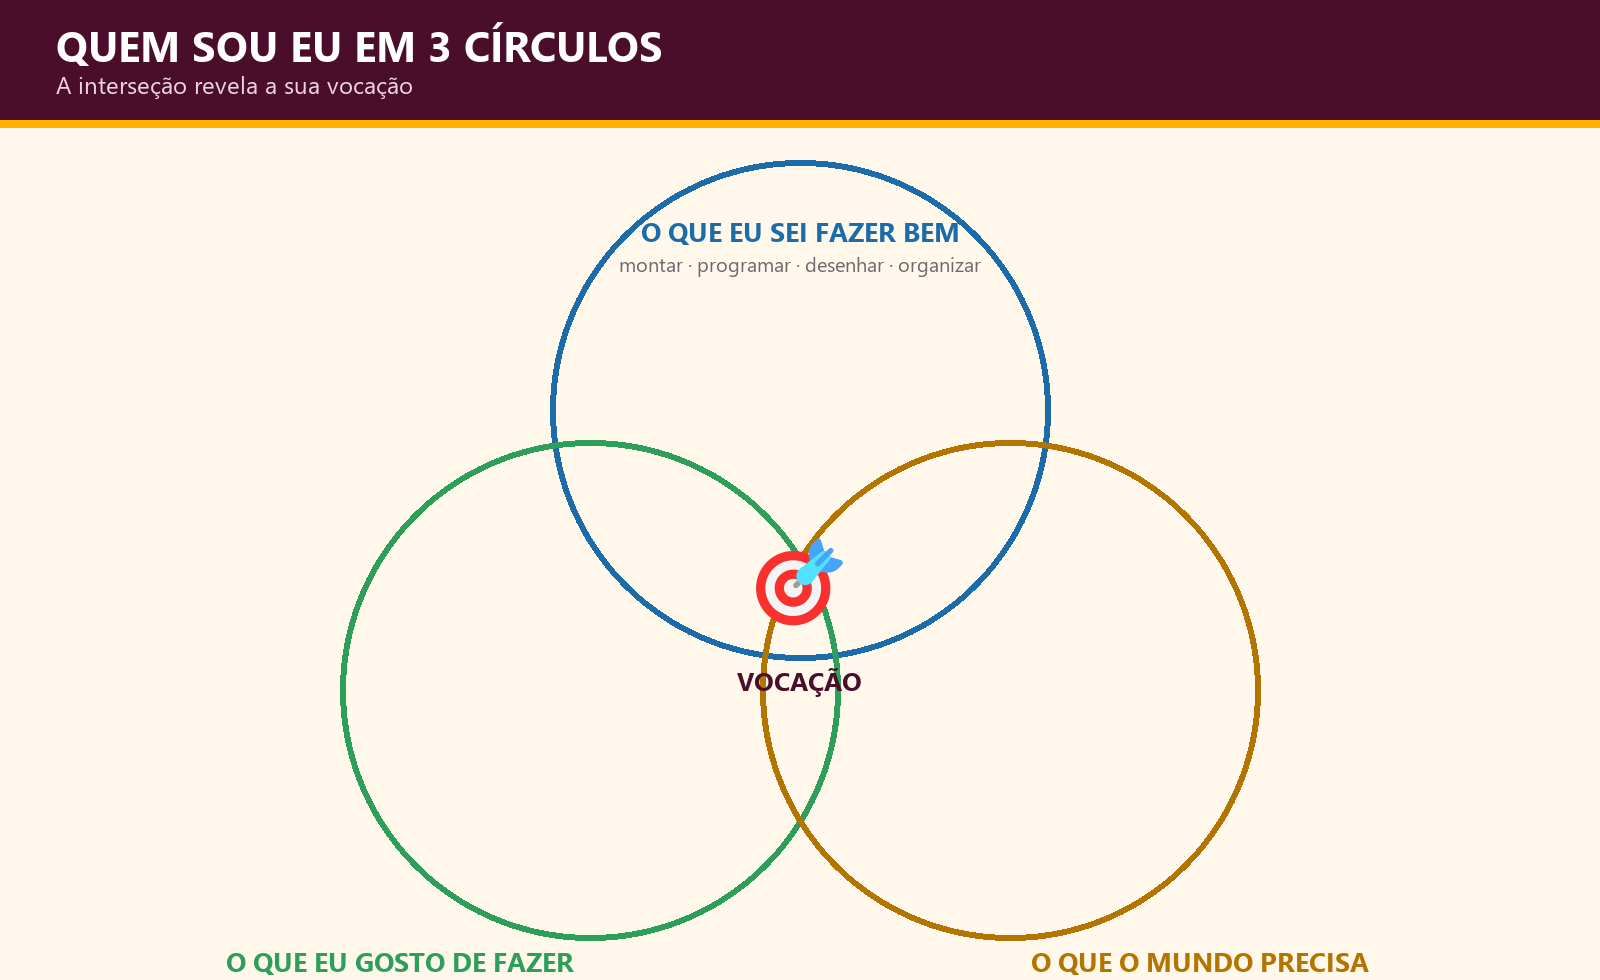 QUEM SOU EU EM 3 CÍRCULOS
A interseção revela a sua vocação
O QUE EU SEI FAZER BEM
montar · programar · desenhar · organizar
VOCAÇÃO
O QUE EU GOSTO DE FAZER
O QUE O MUNDO PRECISA